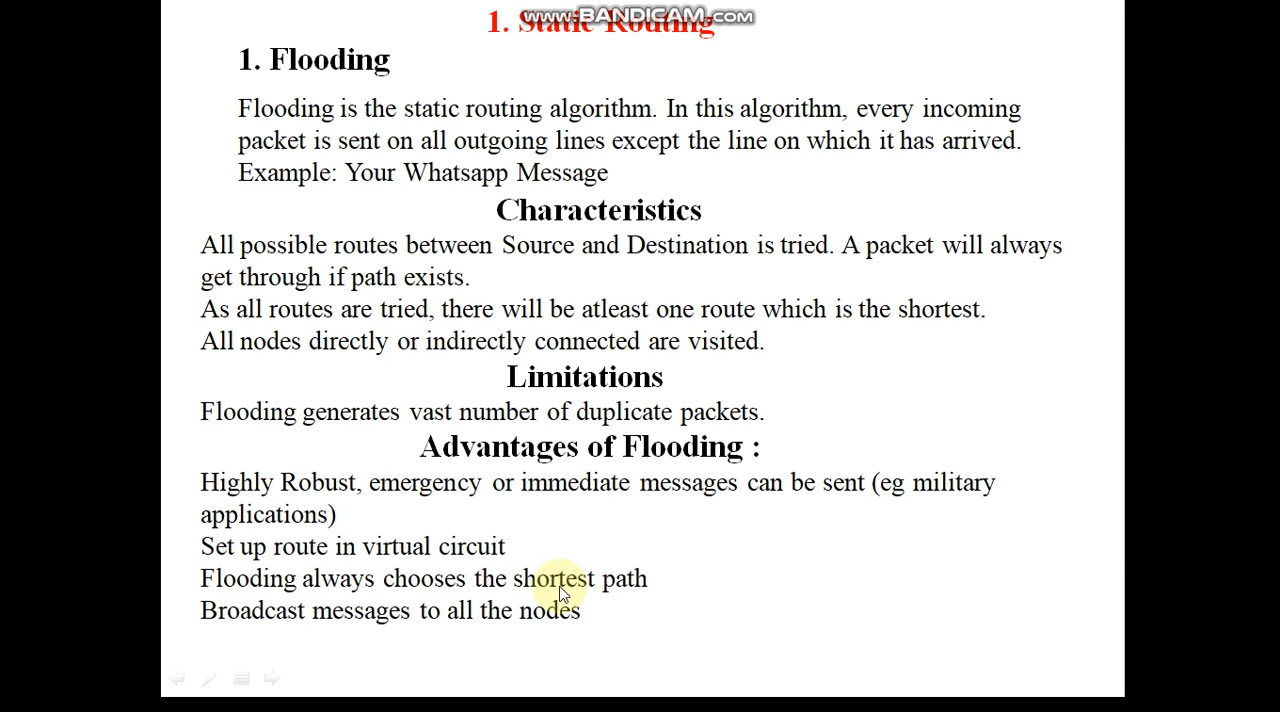 www.BANDICAM.com
1. Static Routing
1. Flooding
Flooding is the static routing algorithm. In this algorithm, every incoming
packet is sent on all outgoing lines except the line on which it has arrived.
Example: Your Whatsapp Message
Characteristics
All possible routes between Source and Destination is tried. A packet will always
get through if path exists.
As all routes are tried, there will be atleast one route which is the shortest.
All nodes directly or indirectly connected are visited.
Limitations
Flooding generates vast number of duplicate packets.
Advantages of Flooding :
Highly Robust, emergency or immediate messages can be sent (eg military
applications)
Set up route in virtual circuit
Flooding always chooses the shortest path
Broadcast messages to all the nodes